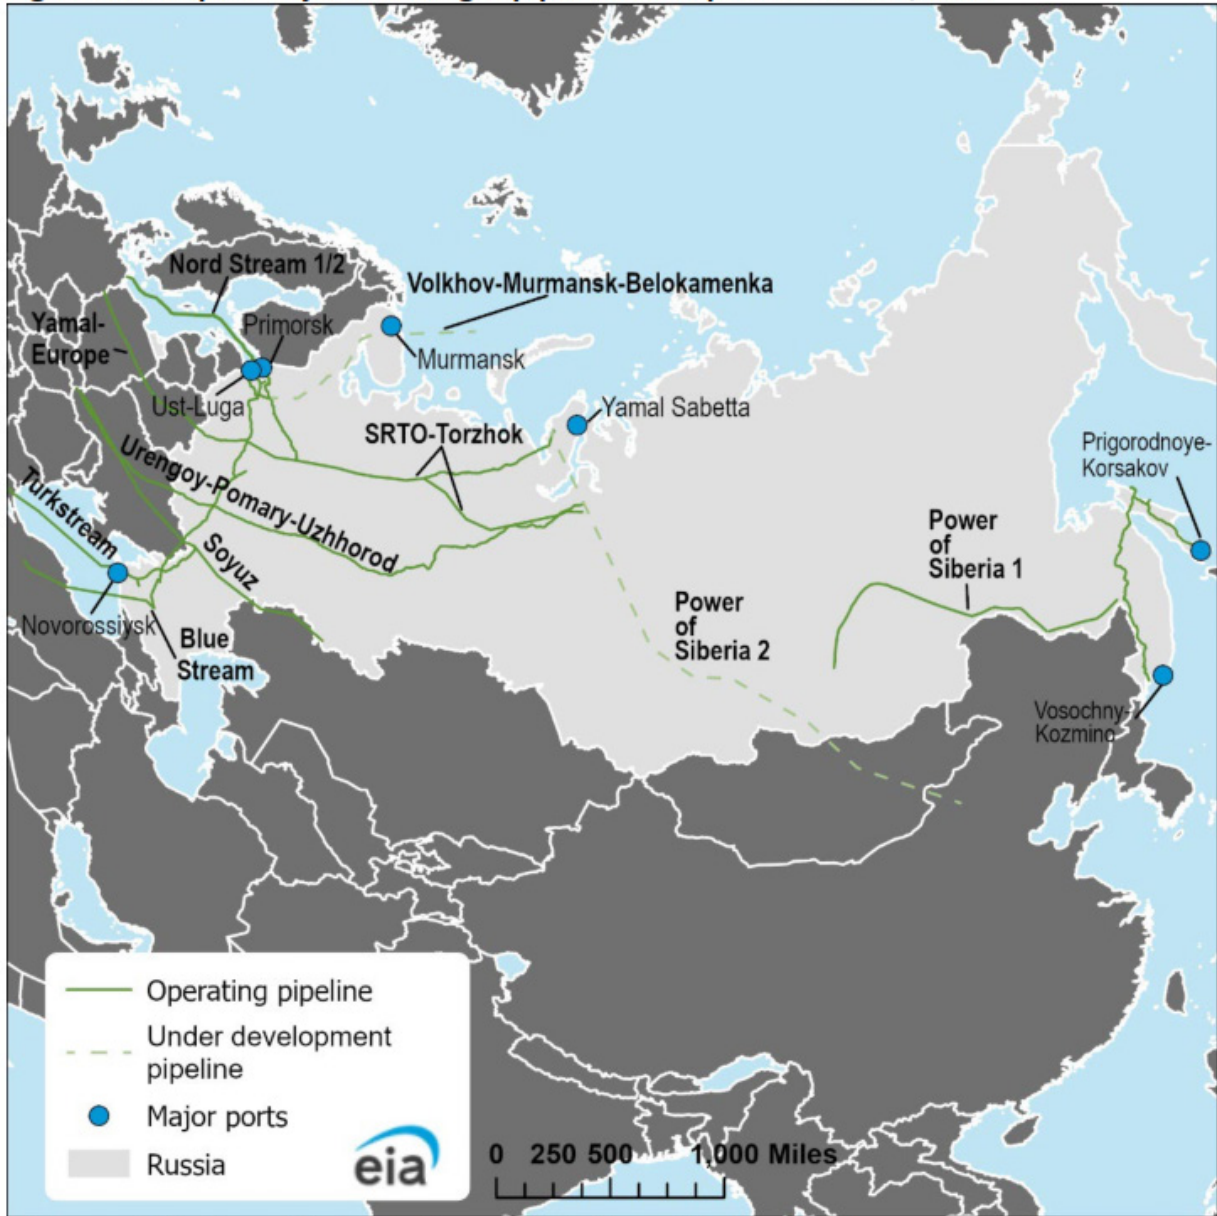 Nord Stream 1/2
Volkhov-Murmansk-Belokamenka
Yamal-
Europe
Primorsk
Murmansk
Ust-Luga
Yamal Sabetta
SRTO-Torzhok
Prigorodnoye-
Korsakov
Urengoy-Pomary-Uzhhorod
Turkstream
Soyuz
Power
of
Siberia 1
Novorossiysk
Power
of
Siberia 2
Blue
Stream
Vosochny-
Kozmino
Operating pipeline
Under development
pipeline
Major ports
Russia
eia
0 250 500 1,000 Miles